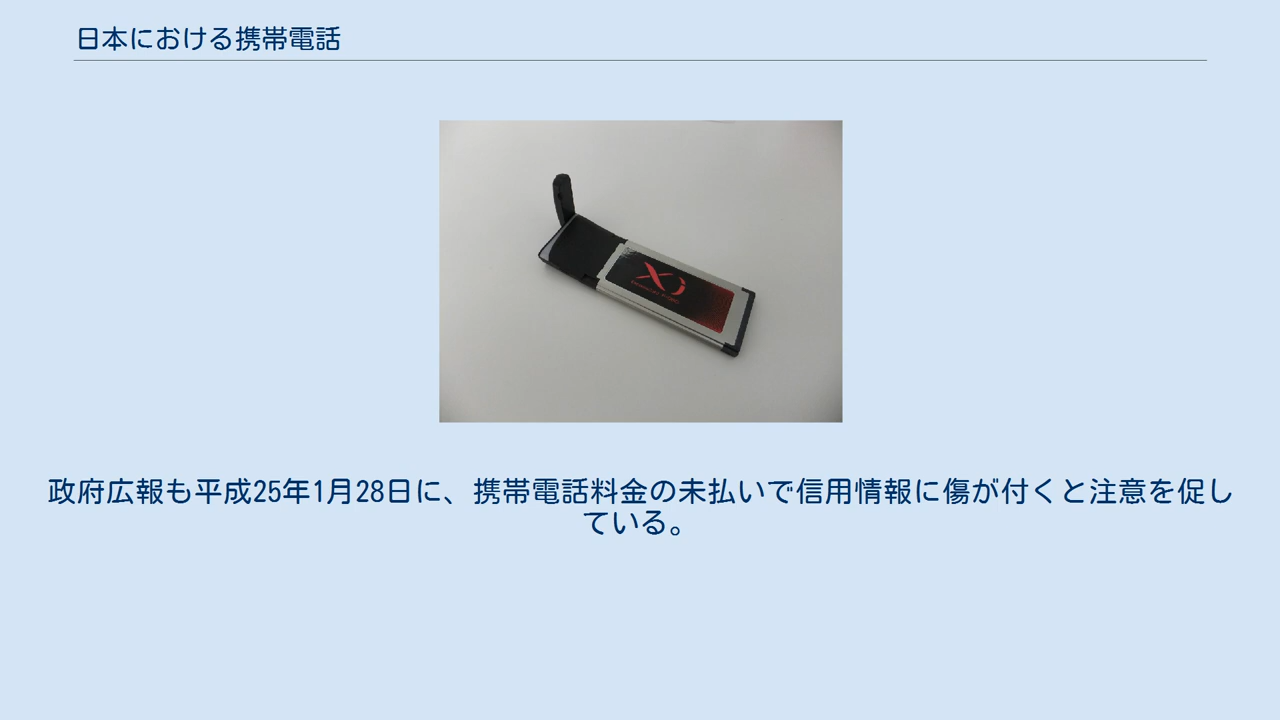 日本における携帯電話
Xi
政府広報も平成25年1月28日に、携帯電話料金の未払いで信用情報に傷が付くと注意を促し
ている。